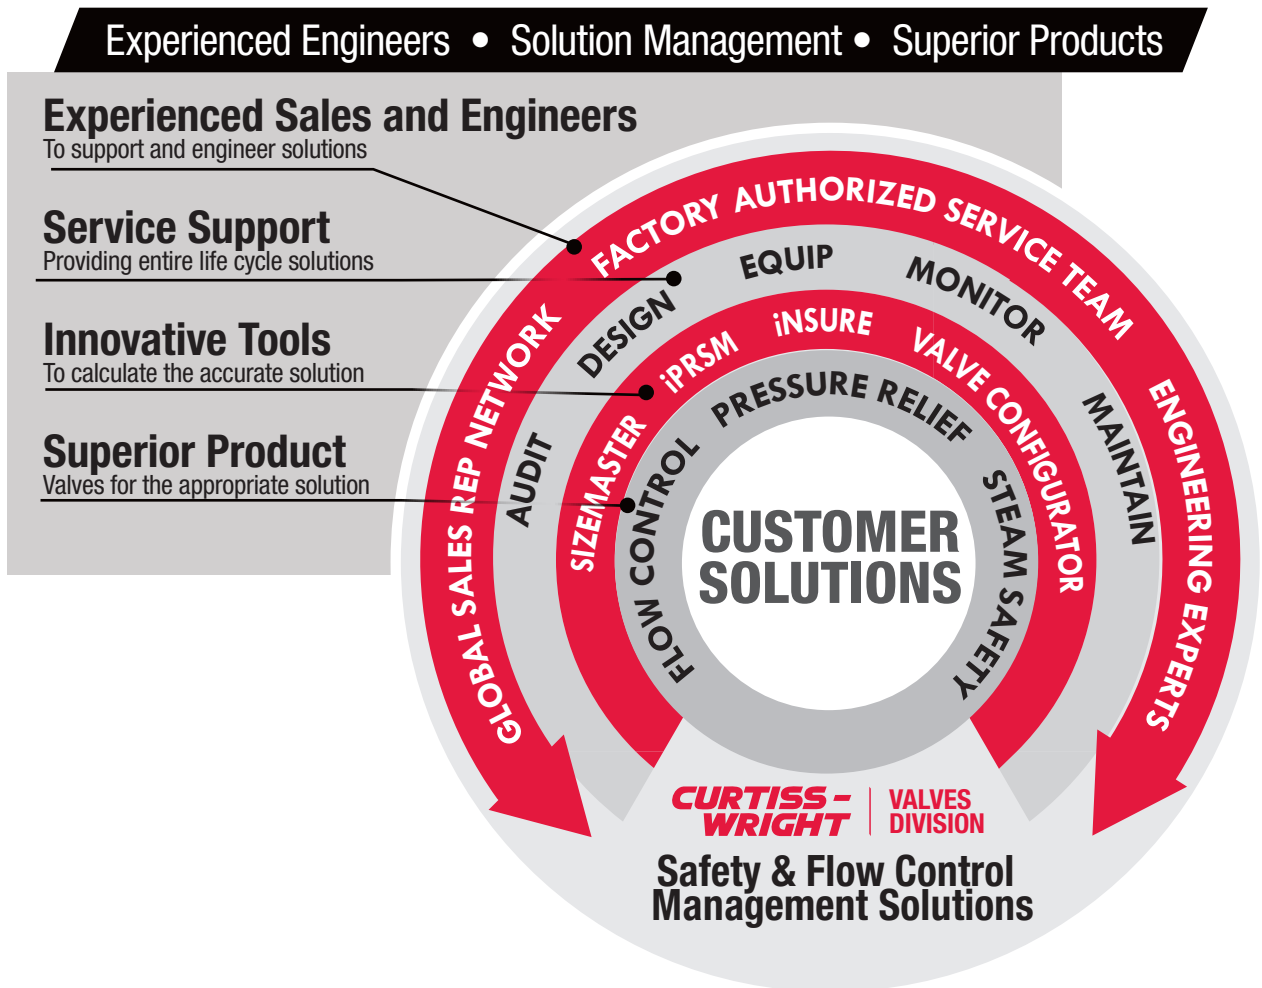 Experienced Engineers • Solution Management • Superior Products
Experienced Sales and Engineers
To support and engineer solutions
Service Support
Providing entire life cycle solutions
Innovative Tools
To calculate the accurate solution
Superior Product
Valves for the appropriate solution
GLOBAL SALES REP NETWORK
FACTORY AUTHORIZED SERVICE TEAM
ENGINEERING EXPERTS
AUDIT
DESIGN
EQUIP
MONITOR
MAINTAIN
SIZEMASTER
iPRSM
iNSURE
VALVE CONFIGURATOR
FLOW CONTROL
PRESSURE RELIEF
STEAM SAFETY
CUSTOMER
SOLUTIONS
CURTISS-
WRIGHT
VALVES
DIVISION
Safety & Flow Control
Management Solutions